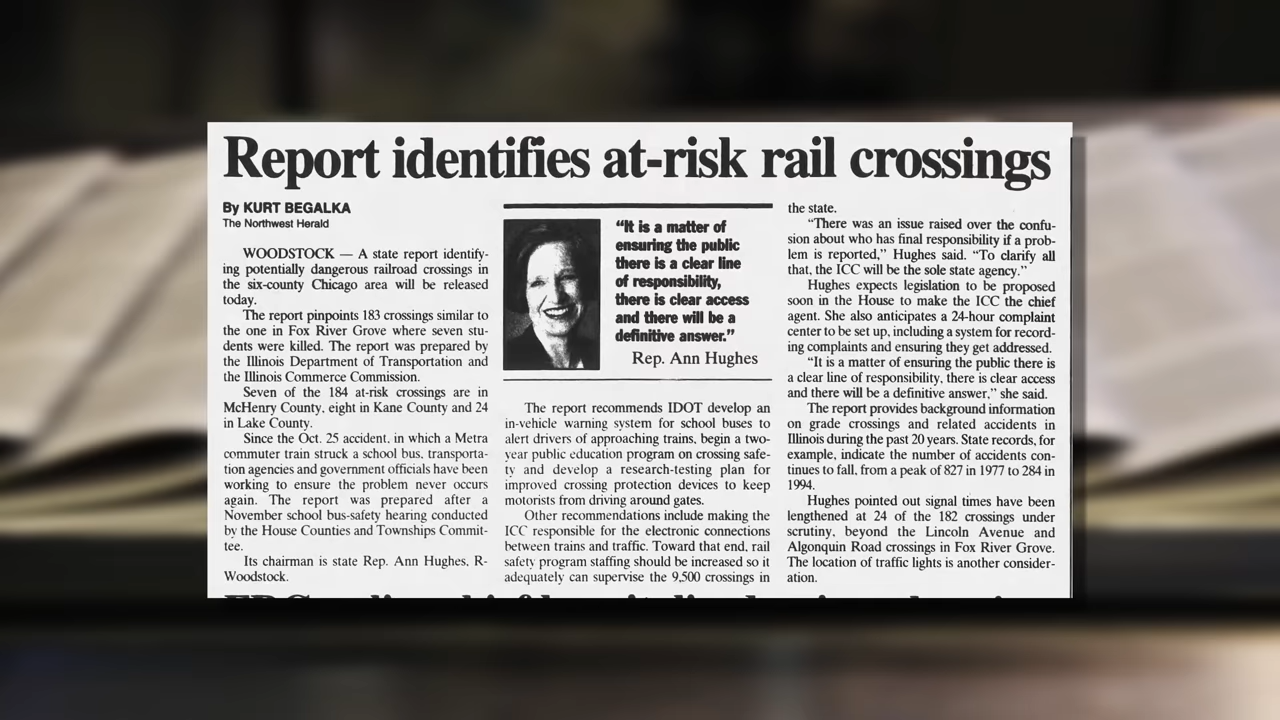 Report identifies at-risk rail crossings
By KURT BEGALKA
The Northwest Herald
WOODSTOCK — A state report identify-
ing potentially dangerous railroad crossings in
the six-county Chicago area will be released
today.
The report pinpoints 183 crossings similar to
the one in Fox River Grove where seven stu-
dents were killed. The report was prepared by
the Illinois Department of Transportation and
the Illinois Commerce Commission.
Seven of the 184 at-risk crossings are in
McHenry County, eight in Kane County and 24
in Lake County.
Since the Oct. 25 accident, in which a Metra
commuter train struck a school bus, transporta-
tion agencies and government officials have been
working to ensure the problem never occurs
again. The report was prepared after a
November school bus-safety hearing conducted
by the House Counties and Townships Commit-
tee.
Its chairman is state Rep. Ann Hughes, R-
Woodstock.
“It is a matter of
ensuring the public
there is a clear line
of responsibility,
there is clear access
and there will be a
definitive answer.”
Rep. Ann Hughes
The report recommends IDOT develop an
in-vehicle warning system for school buses to
alert drivers of approaching trains, begin a two-
year public education program on crossing safe-
ty and develop a research-testing plan for
improved crossing protection devices to keep
motorists from driving around gates.
Other recommendations include making the
ICC responsible for the electronic connections
between trains and traffic. Toward that end, rail
safety program staffing should be increased so it
adequately can supervise the 9,500 crossings in
the state.
“There was an issue raised over the confu-
sion about who has final responsibility if a prob-
lem is reported,” Hughes said. “To clarify all
that, the ICC will be the sole state agency.”
Hughes expects legislation to be proposed
soon in the House to make the ICC the chief
agent. She also anticipates a 24-hour complaint
center to be set up, including a system for record-
ing complaints and ensuring they get addressed.
“It is a matter of ensuring the public there is
a clear line of responsibility, there is clear access
and there will be a definitive answer,” she said.
The report provides background information
on grade crossings and related accidents in
Illinois during the past 20 years. State records, for
example, indicate the number of accidents con-
tinues to fall, from a peak of 827 in 1977 to 284 in
1994.
Hughes pointed out signal times have been
lengthened at 24 of the 182 crossings under
scrutiny, beyond the Lincoln Avenue and
Algonquin Road crossings in Fox River Grove.
The location of traffic lights is another consider-
ation.